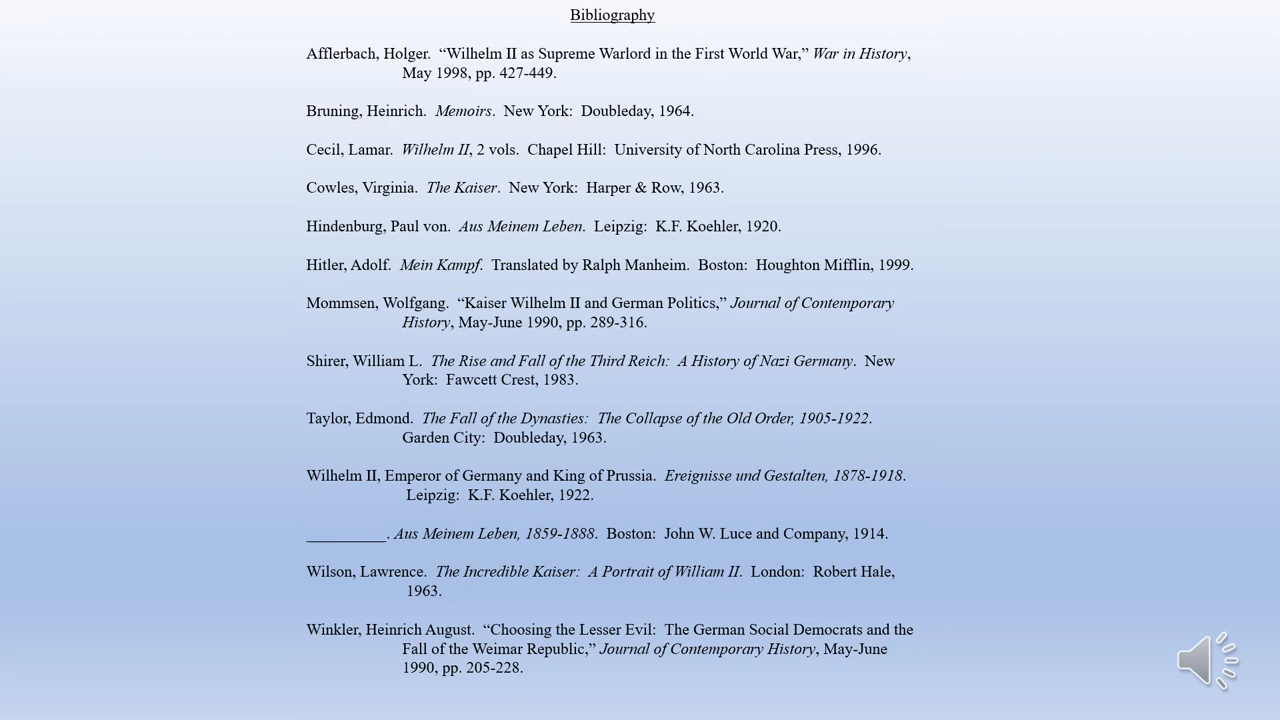 Bibliography
Afflerbach, Holger.  “Wilhelm II as Supreme Warlord in the First World War,” War in History,
May 1998, pp. 427-449.
Bruning, Heinrich.  Memoirs.  New York:  Doubleday, 1964.
Cecil, Lamar.  Wilhelm II, 2 vols.  Chapel Hill:  University of North Carolina Press, 1996.
Cowles, Virginia.  The Kaiser.  New York:  Harper & Row, 1963.
Hindenburg, Paul von.  Aus Meinem Leben.  Leipzig:  K.F. Koehler, 1920.
Hitler, Adolf.  Mein Kampf.  Translated by Ralph Manheim.  Boston:  Houghton Mifflin, 1999.
Mommsen, Wolfgang.  “Kaiser Wilhelm II and German Politics,” Journal of Contemporary
History, May-June 1990, pp. 289-316.
Shirer, William L.  The Rise and Fall of the Third Reich:  A History of Nazi Germany.  New
York:  Fawcett Crest, 1983.
Taylor, Edmond.  The Fall of the Dynasties:  The Collapse of the Old Order, 1905-1922.
Garden City:  Doubleday, 1963.
Wilhelm II, Emperor of Germany and King of Prussia.  Ereignisse und Gestalten, 1878-1918.
Leipzig:  K.F. Koehler, 1922.
__________. Aus Meinem Leben, 1859-1888.  Boston:  John W. Luce and Company, 1914.
Wilson, Lawrence.  The Incredible Kaiser:  A Portrait of William II.  London:  Robert Hale,
1963.
Winkler, Heinrich August.  “Choosing the Lesser Evil:  The German Social Democrats and the
Fall of the Weimar Republic,” Journal of Contemporary History, May-June
1990, pp. 205-228.